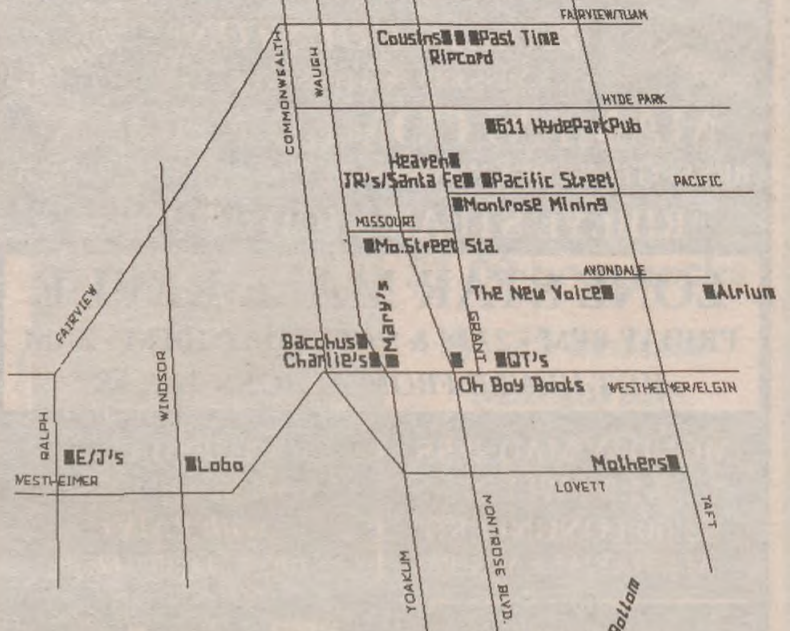 FAIRVIEW/TUAM
Cousins Past Time
Ripcord
COMMONWEALTH
WAUGH
HYDE PARK
611 HydeParkPub
Heaven
JR's/Santa Fe Pacific Street
PACIFIC
Montrose Mining
MISSOURI
Mo.Street Sta.
AVONDALE
The New Voice
Atrium
FAIRVIEW
Mary's
GRANT
Bacchus
Charlie's
QT's
Oh Boy Boots
WESTHEIMER/ELGIN
WINDSOR
RALPH
E/J's
Lobo
WESTHEIMER
Mothers
LOVETT
TAFT
MONTROSE BLVD.
YOAKUM